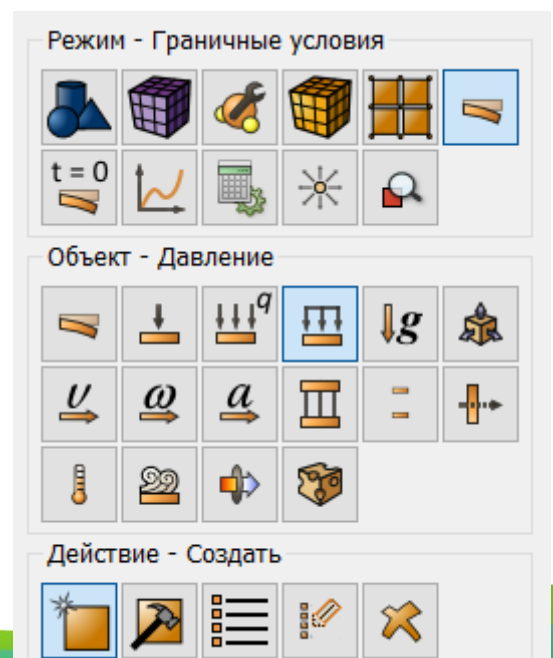 Режим - Граничные условия
t = 0
Объект - Давление
q
g
υ ω a
Действие - Создать